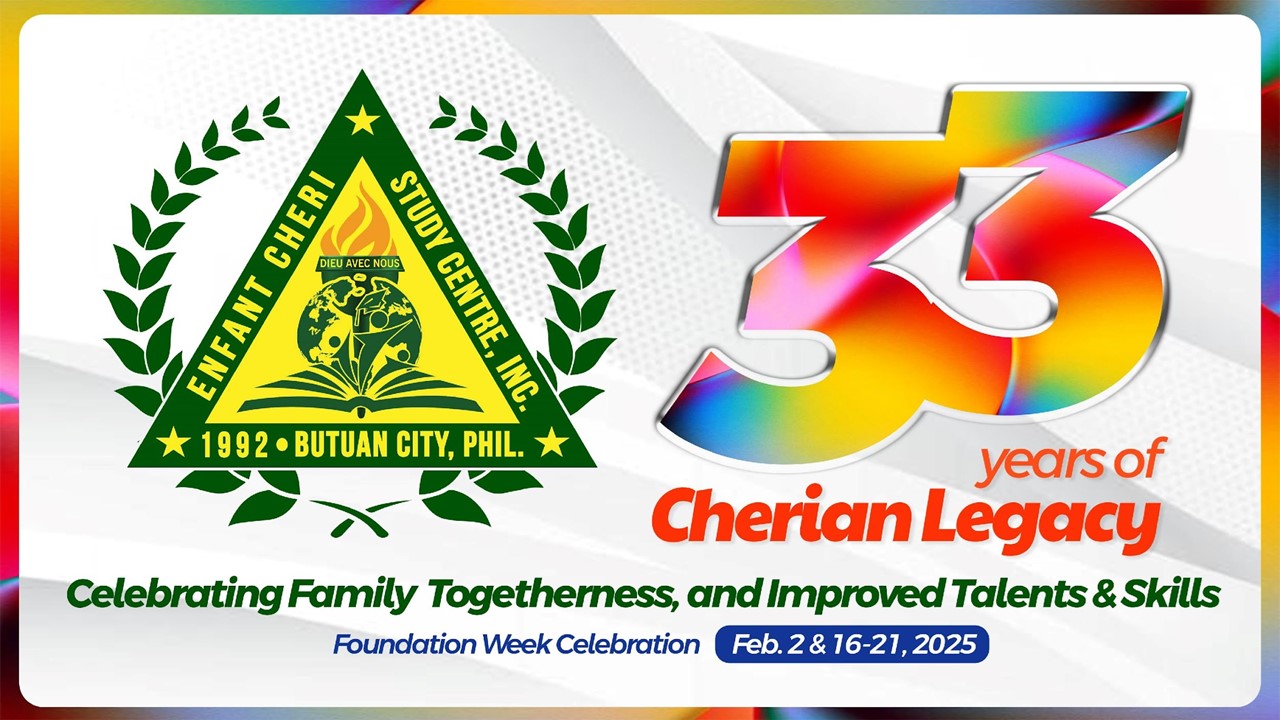 ENFANT CHERI
STUDY CENTRE, INC.
DIEU AVEC NOUS
1992 • BUTUAN CITY, PHIL.
33
years of
Cherian Legacy
Celebrating Family Togetherness, and Improved Talents & Skills
Foundation Week Celebration Feb. 2 & 16-21, 2025